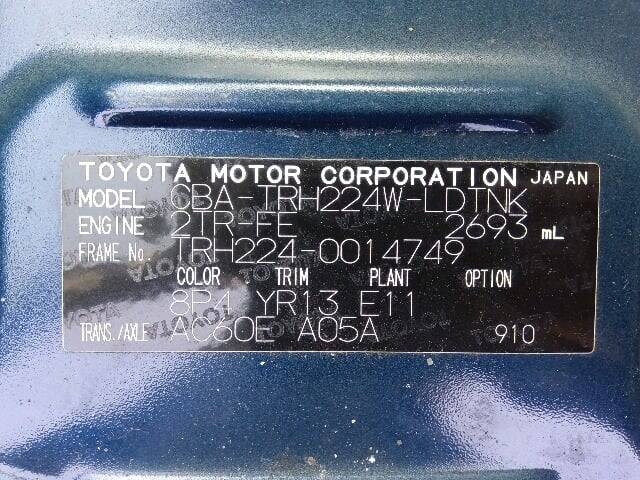 TOYOTA MOTOR CORPORATION JAPAN
MODEL CBA-TRH224W-LDTNK
ENGINE 2TR-FE 2693 mL
FRAME No. TRH224-0014749
COLOR TRIM PLANT OPTION
8P4 YR13 E11
TRANS./AXLE AC60E A05A 910